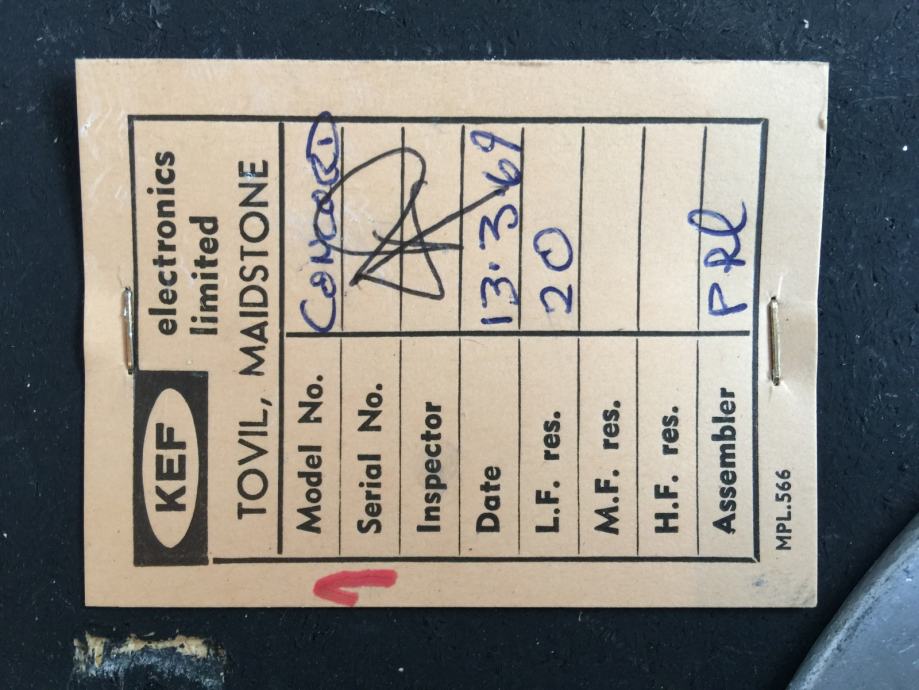 KEF electronics
limited
TOVIL, MAIDSTONE
Model No. CONCORD
Serial No.
Inspector
Date 13.3.69
L.F. res. 20
M.F. res.
H.F. res.
Assembler PRl
MPL.566